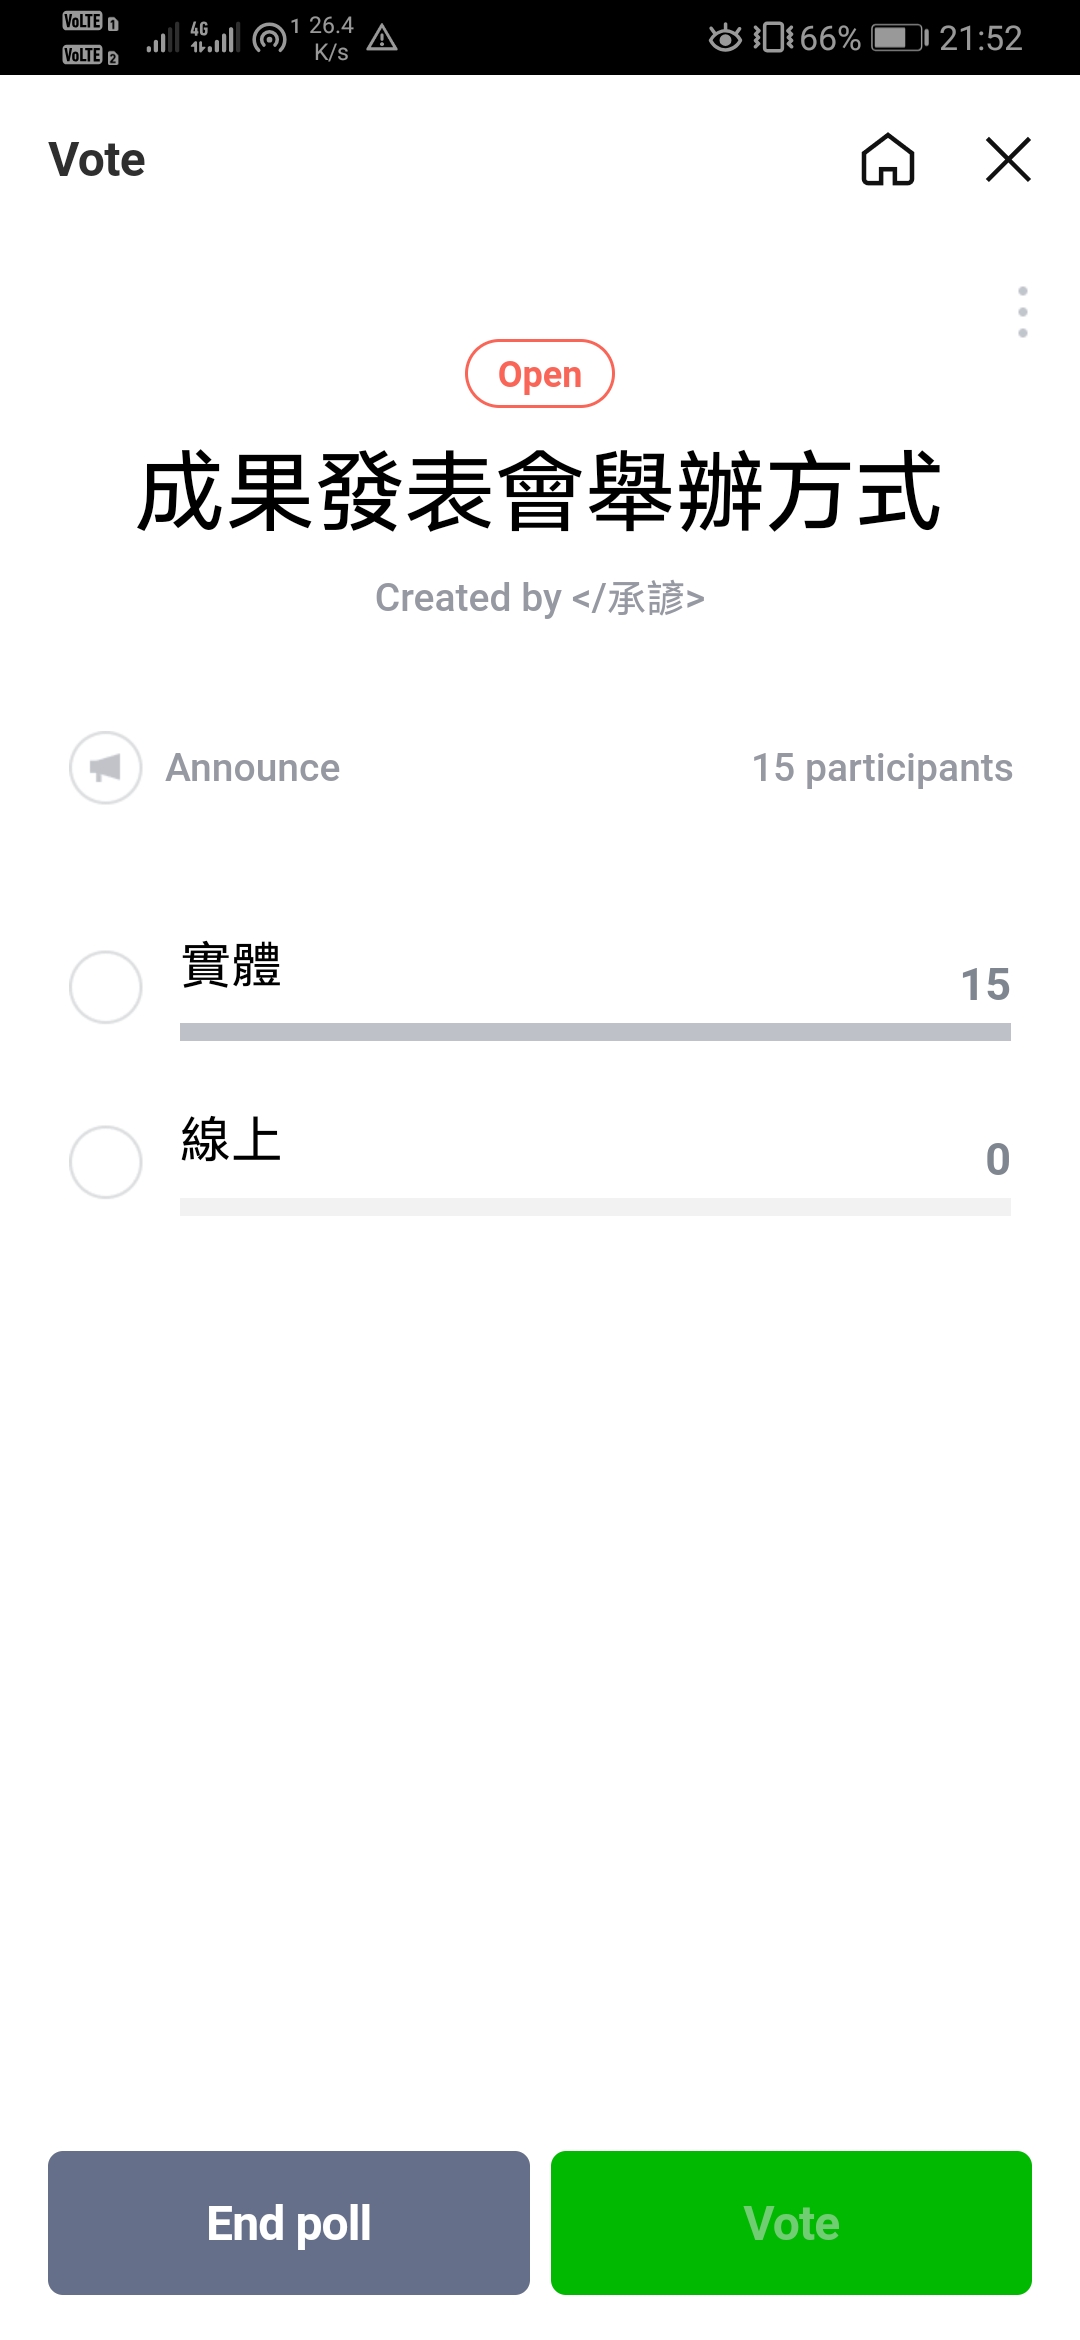 VoLTE 1
VoLTE 2
4G
1 26.4 K/s
66% 21:52
Vote
Open
成果發表會舉辦方式
Created by </承諺>
Announce 15 participants
實體 15
線上 0
End poll Vote